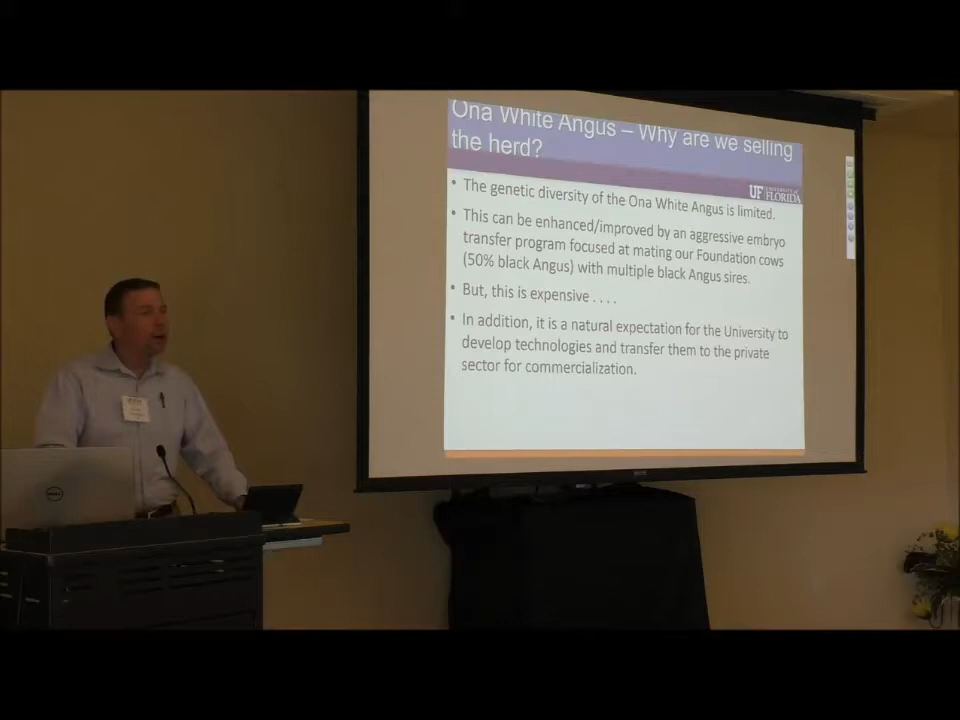 Ona White Angus – Why are we selling
the herd?
UF UNIVERSITY of
FLORIDA
• The genetic diversity of the Ona White Angus is limited.
• This can be enhanced/improved by an aggressive embryo
transfer program focused at mating our Foundation cows
(50% black Angus) with multiple black Angus sires.
• But, this is expensive . . . .
• In addition, it is a natural expectation for the University to
develop technologies and transfer them to the private
sector for commercialization.
DELL